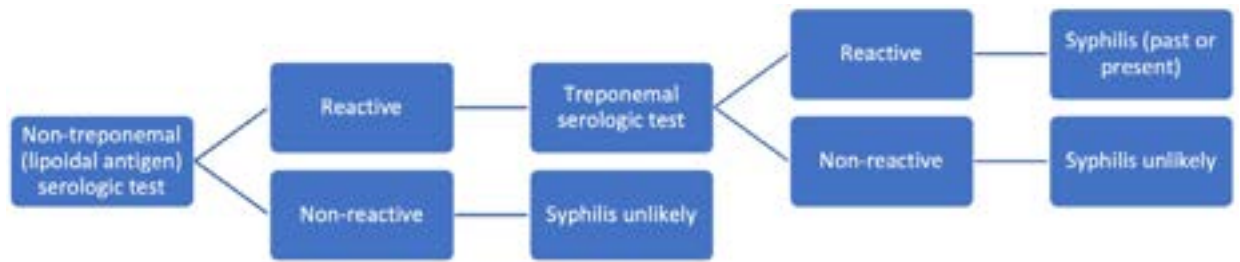 Non-treponemal
(lipoidal antigen)
serologic test
Reactive
Non-reactive
Treponemal
serologic test
Syphilis unlikely
Reactive
Non-reactive
Syphilis (past or
present)
Syphilis unlikely